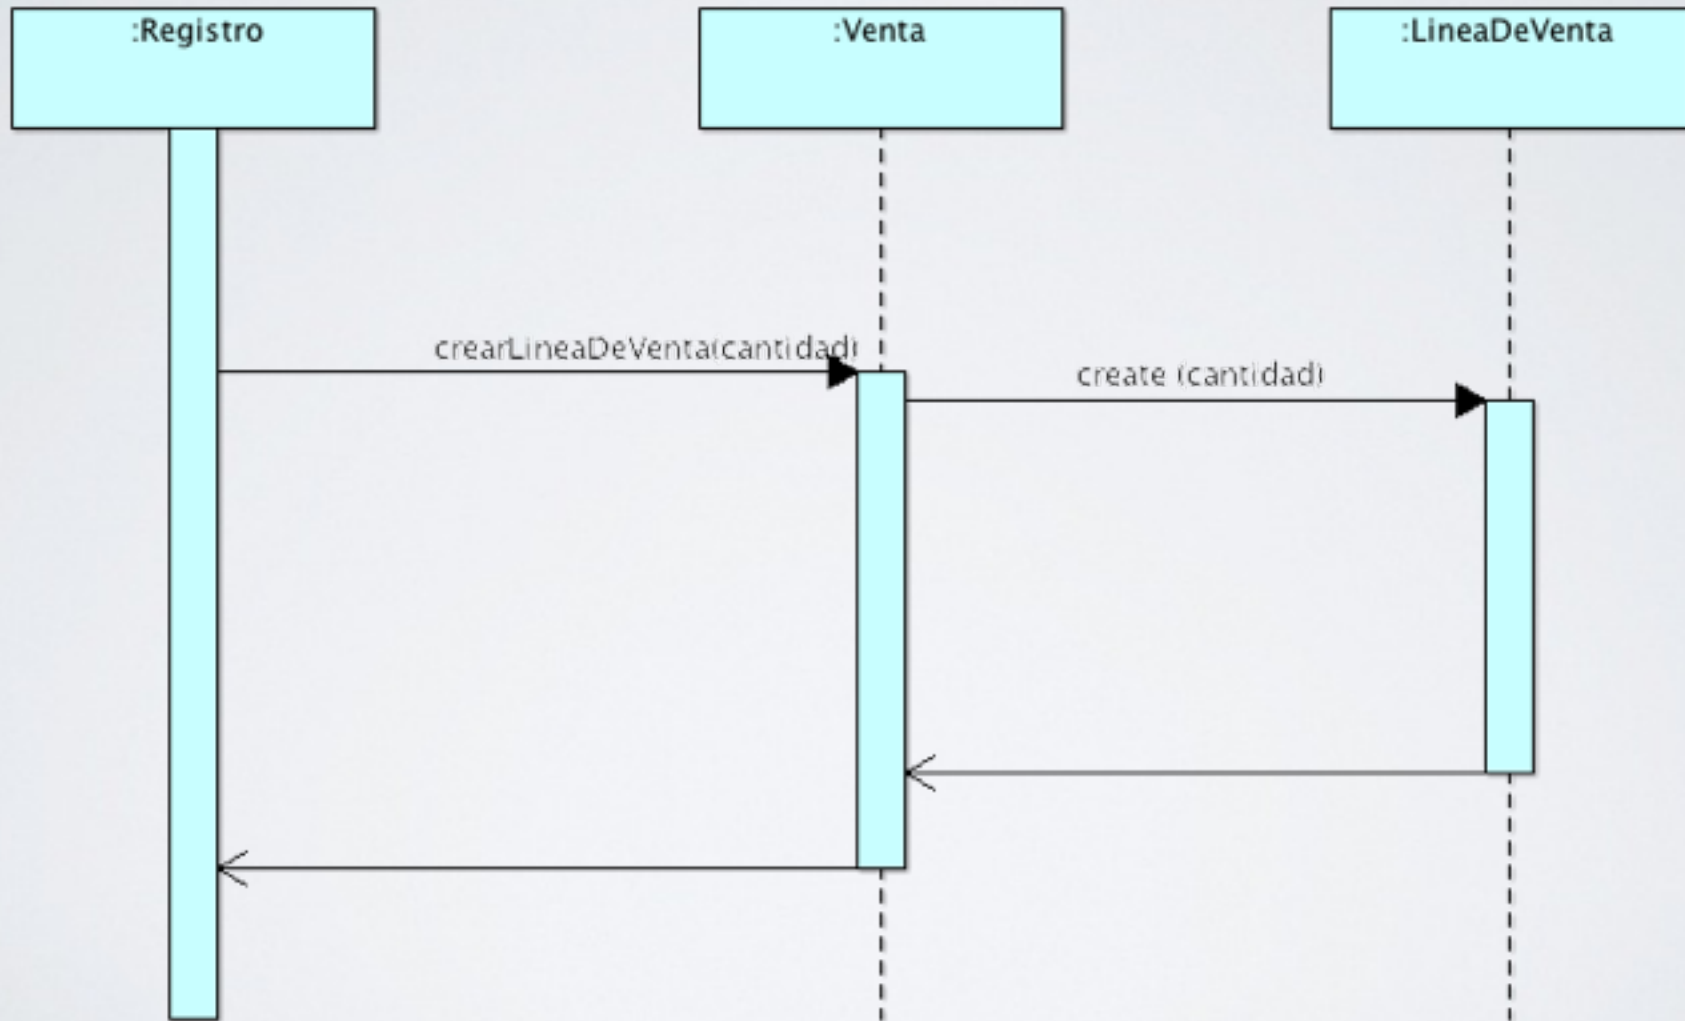 :Registro
:Venta
:LineaDeVenta
crearLineaDeVenta(cantidad)
create (cantidad)